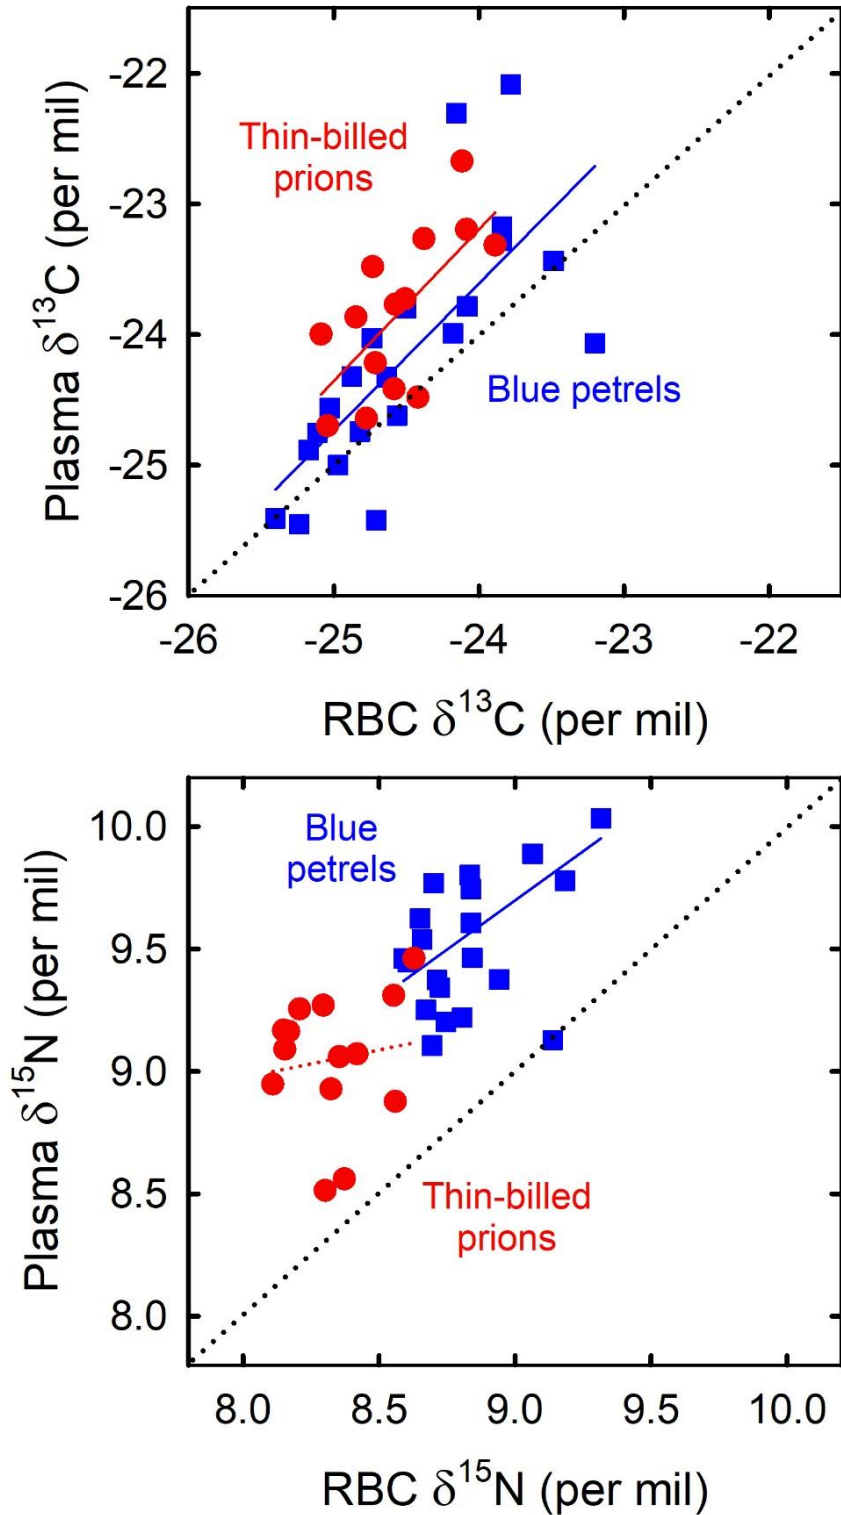 Plasma δ¹³C (per mil)
-22
-23
-24
-25
-26
Thin-billed
prions
Blue petrels
-26 -25 -24 -23 -22
RBC δ¹³C (per mil)
Plasma δ¹⁵N (per mil)
10.0
9.5
9.0
8.5
8.0
Blue
petrels
Thin-billed
prions
8.0 8.5 9.0 9.5 10.0
RBC δ¹⁵N (per mil)